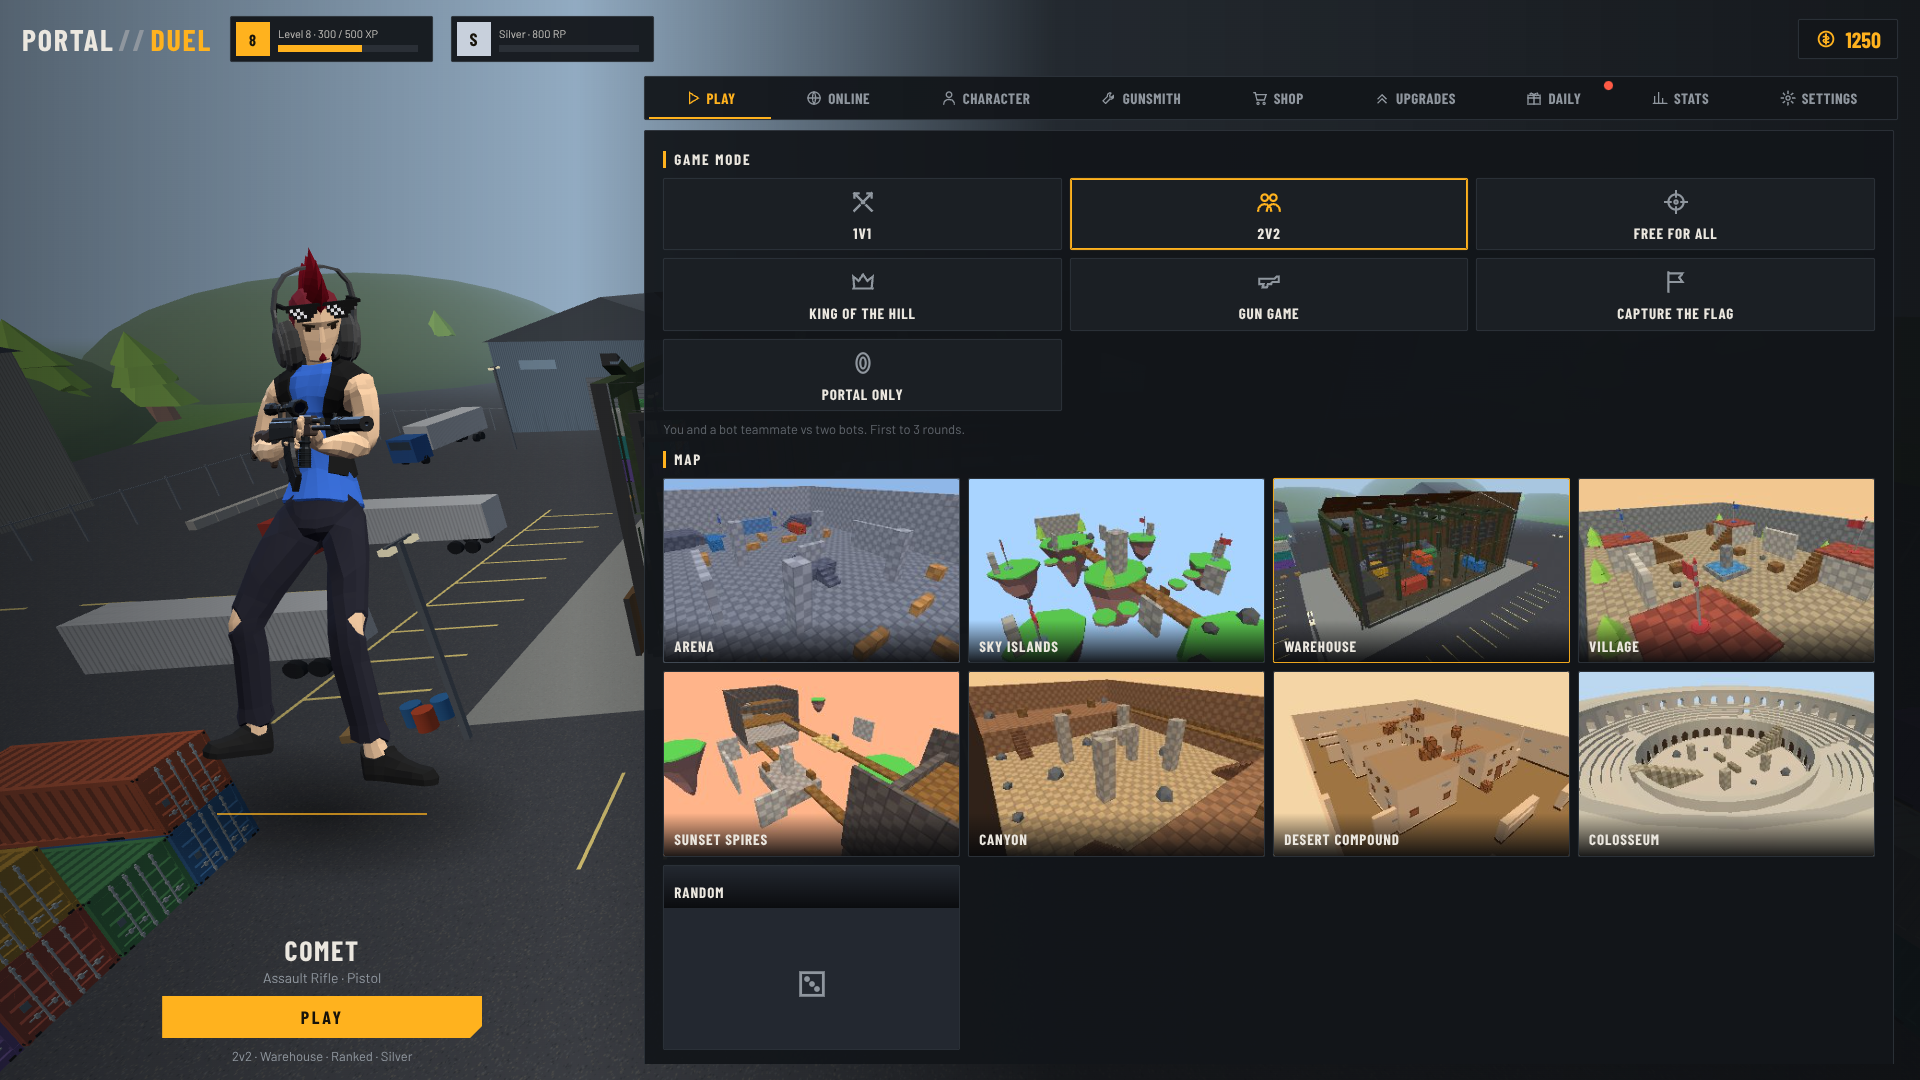 PORTAL // DUEL
8
Level 8 · 300 / 500 XP
S
Silver · 800 RP
1250
PLAY
ONLINE
CHARACTER
GUNSMITH
SHOP
UPGRADES
DAILY
STATS
SETTINGS
GAME MODE
1V1
2V2
FREE FOR ALL
KING OF THE HILL
GUN GAME
CAPTURE THE FLAG
PORTAL ONLY
You and a bot teammate vs two bots. First to 3 rounds.
MAP
ARENA
SKY ISLANDS
WAREHOUSE
VILLAGE
SUNSET SPIRES
CANYON
DESERT COMPOUND
COLOSSEUM
RANDOM
COMET
Assault Rifle · Pistol
PLAY
2v2 · Warehouse · Ranked · Silver